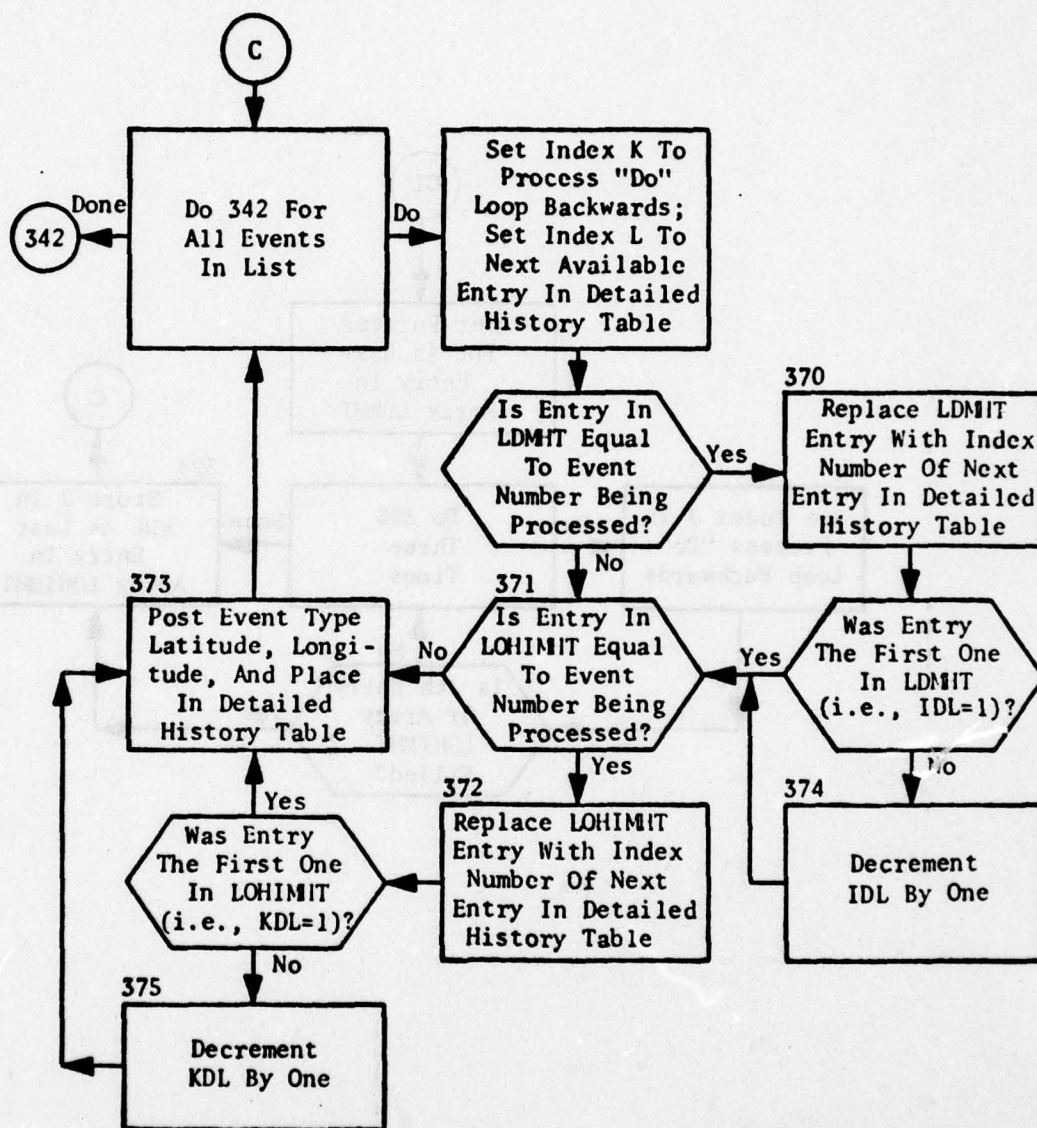 C
Do 342 For
All Events
In List
Done
342
Do
Set Index K To
Process "Do"
Loop Backwards;
Set Index L To
Next Available
Entry In Detailed
History Table
Is Entry In
LDMHT Equal
To Event
Number Being
Processed?
Yes
No
370
Replace LDMHT
Entry With Index
Number Of Next
Entry In Detailed
History Table
Was Entry
The First One
In LDMIT
(i.e., IDL=1)?
Yes
No
374
Decrement
IDL By One
371
Is Entry In
LOHIMIT Equal
To Event
Number Being
Processed?
No
Yes
373
Post Event Type
Latitude, Longi-
tude, And Place
In Detailed
History Table
372
Replace LOHIMIT
Entry With Index
Number Of Next
Entry In Detailed
History Table
Was Entry
The First One
In LOHIMIT
(i.e., KDL=1)?
Yes
No
375
Decrement
KDL By One